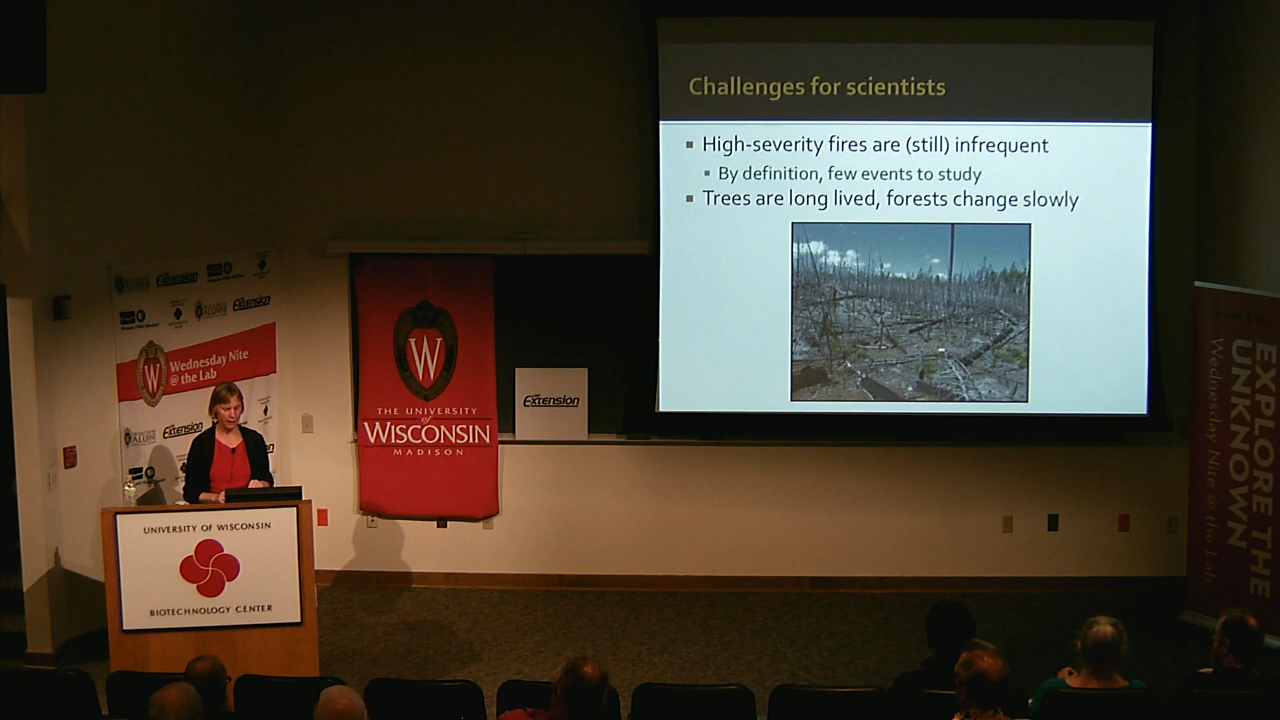 Challenges for scientists
High-severity fires are (still) infrequent
By definition, few events to study
Trees are long lived, forests change slowly
Extension
Extension
Wednesday Nite
@ the Lab
Extension
W
THE UNIVERSITY
of
WISCONSIN
MADISON
Extension
UNIVERSITY OF WISCONSIN
BIOTECHNOLOGY CENTER
EXPLORE THE
UNKNOWN
Wednesday Nite @ the Lab